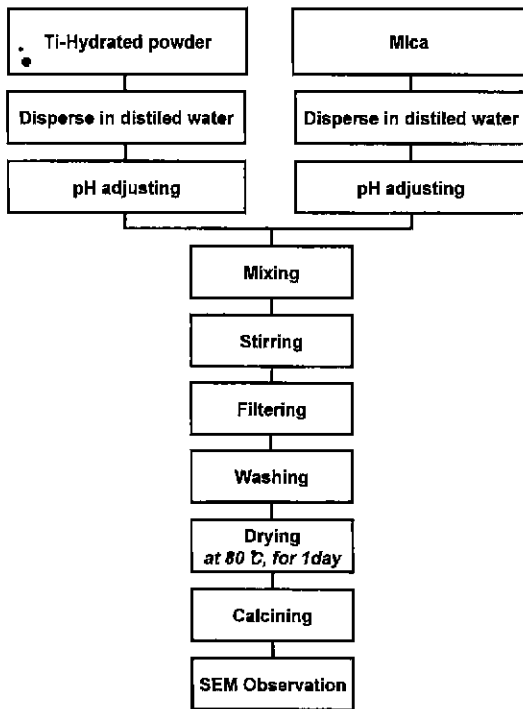 Ti-Hydrated powder
Mica
Disperse in distiled water
Disperse in distiled water
pH adjusting
pH adjusting
Mixing
Stirring
Filtering
Washing
Drying
at 80 ℃, for 1day
Calcining
SEM Observation